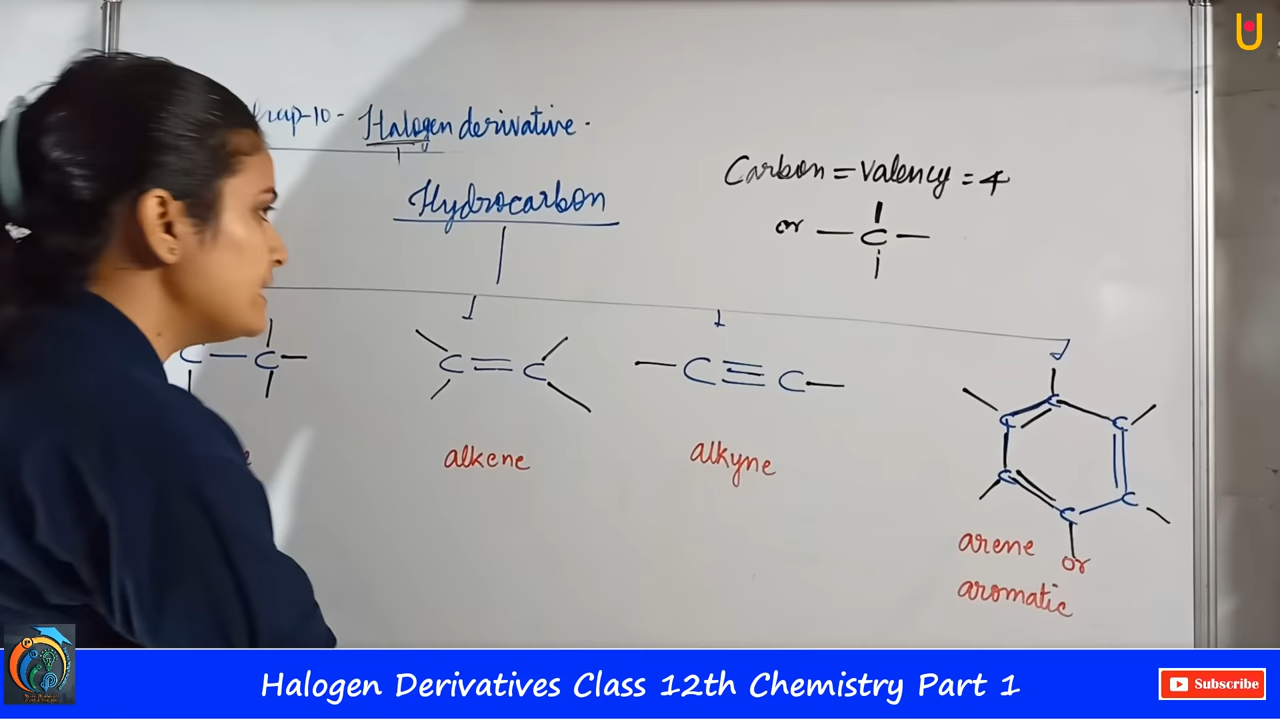 hap-10 - Halogen derivative.
Hydrocarbon
Carbon = Valency = 4
or — C —
C — C —
C = C
— C ≡ C —
C
C C
C C
C
alkene
alkyne
arene or
aromatic
Halogen Derivatives Class 12th Chemistry Part 1
Subscribe